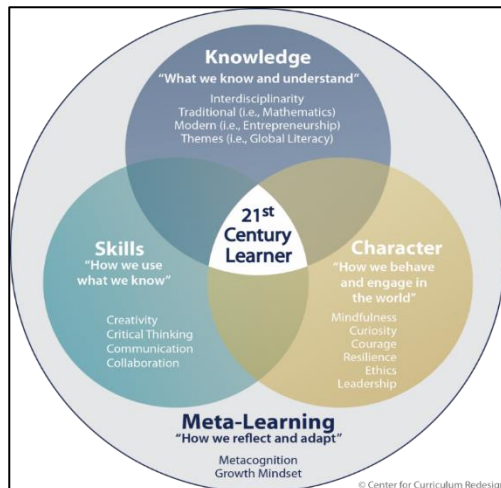 Knowledge
"What we know and understand"
Interdisciplinarity
Traditional (i.e., Mathematics)
Modern (i.e., Entrepreneurship)
Themes (i.e., Global Literacy)
21st
Century
Learner
Skills
"How we use
what we know"
Creativity
Critical Thinking
Communication
Collaboration
Character
"How we behave
and engage in
the world"
Mindfulness
Curiosity
Courage
Resilience
Ethics
Leadership
Meta-Learning
"How we reflect and adapt"
Metacognition
Growth Mindset
© Center for Curriculum Redesign